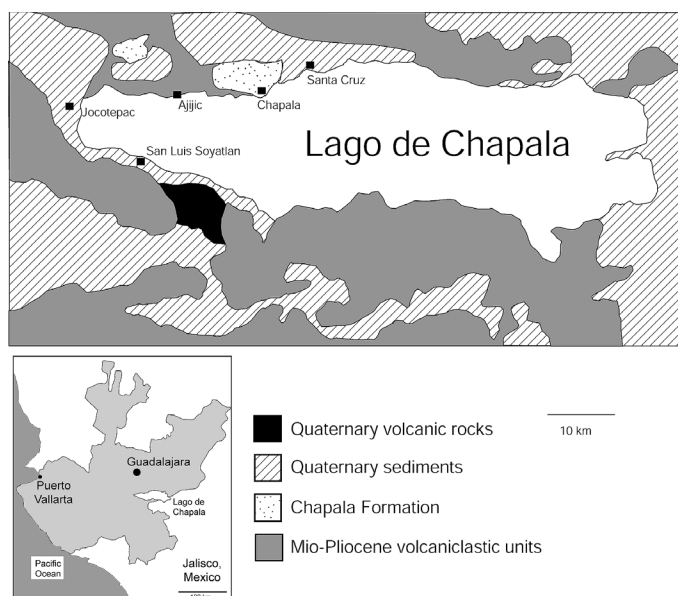 Santa Cruz
Jocotepec
Ajijic
Chapala
Lago de Chapala
San Luis Soyatlan
Quaternary volcanic rocks
10 km
Quaternary sediments
Chapala Formation
Mio-Pliocene volcaniclastic units
Guadalajara
Puerto
Vallarta
Lago de
Chapala
Pacific
Ocean
Jalisco,
Mexico